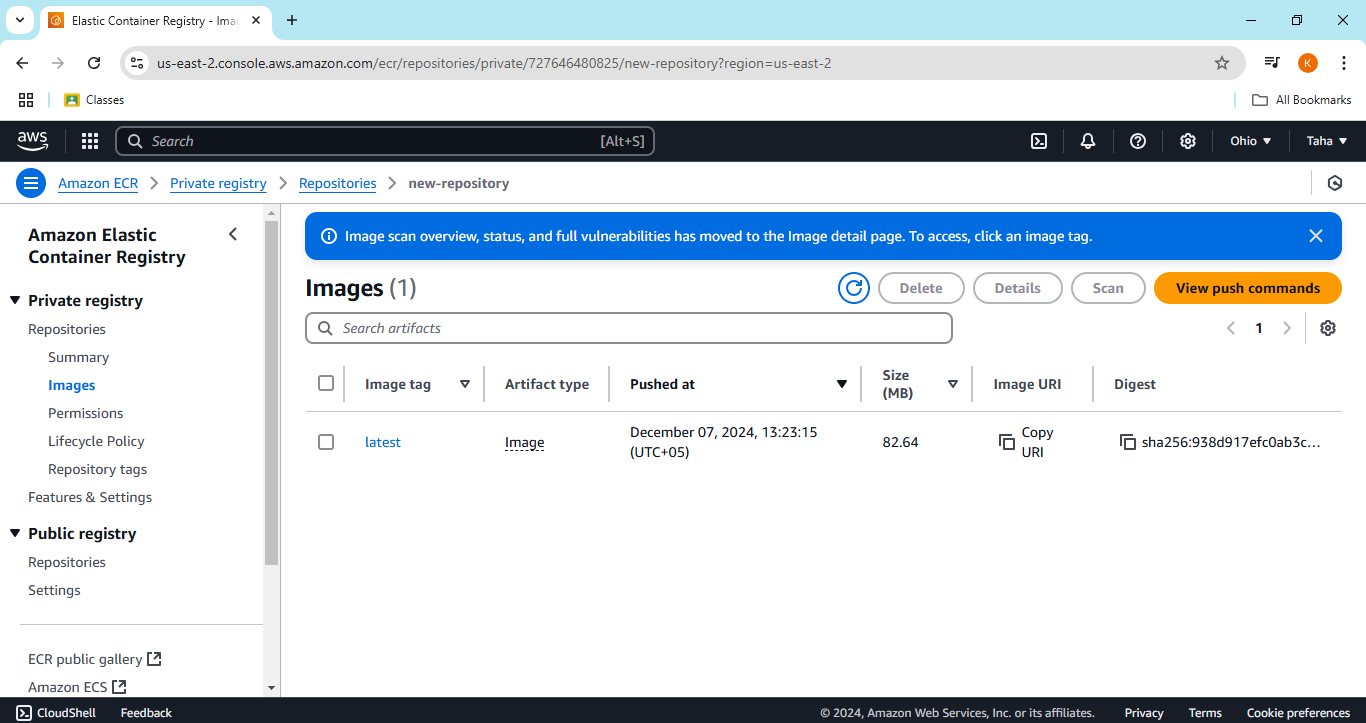 Elastic Container Registry - Ima
us-east-2.console.aws.amazon.com/ecr/repositories/private/727646480825/new-repository?region=us-east-2
K
Classes
All Bookmarks
aws
Search
[Alt+S]
Ohio
Taha
Amazon ECR
Private registry
Repositories
new-repository
Amazon Elastic
Container Registry
Private registry
Repositories
Summary
Images
Permissions
Lifecycle Policy
Repository tags
Features & Settings
Public registry
Repositories
Settings
ECR public gallery
Amazon ECS
Image scan overview, status, and full vulnerabilities has moved to the Image detail page. To access, click an image tag.
Images (1)
Delete
Details
Scan
View push commands
Search artifacts
1
Image tag
Artifact type
Pushed at
Size
(MB)
Image URI
Digest
latest
Image
December 07, 2024, 13:23:15
(UTC+05)
82.64
Copy
URI
sha256:938d917efc0ab3c...
CloudShell
Feedback
© 2024, Amazon Web Services, Inc. or its affiliates.
Privacy
Terms
Cookie preferences